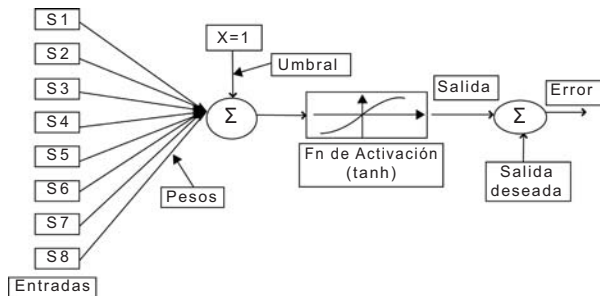 S1
S2
S3
S4
S5
S6
S7
S8
Entradas
Pesos
X=1
Umbral
Σ
Fn de Activación
(tanh)
Salida
Σ
Error
Salida
deseada